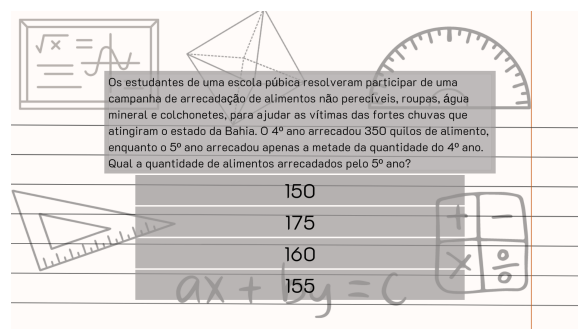 √x =
Os estudantes de uma escola púbica resolveram participar de uma
campanha de arrecadação de alimentos não perecíveis, roupas, água
mineral e colchonetes, para ajudar as vítimas das fortes chuvas que
atingiram o estado da Bahia. O 4º ano arrecadou 350 quilos de alimento,
enquanto o 5º ano arrecadou apenas a metade da quantidade do 4º ano.
Qual a quantidade de alimentos arrecadados pelo 5º ano?
150
175
160
155
+ −
× ÷
ax + by = c